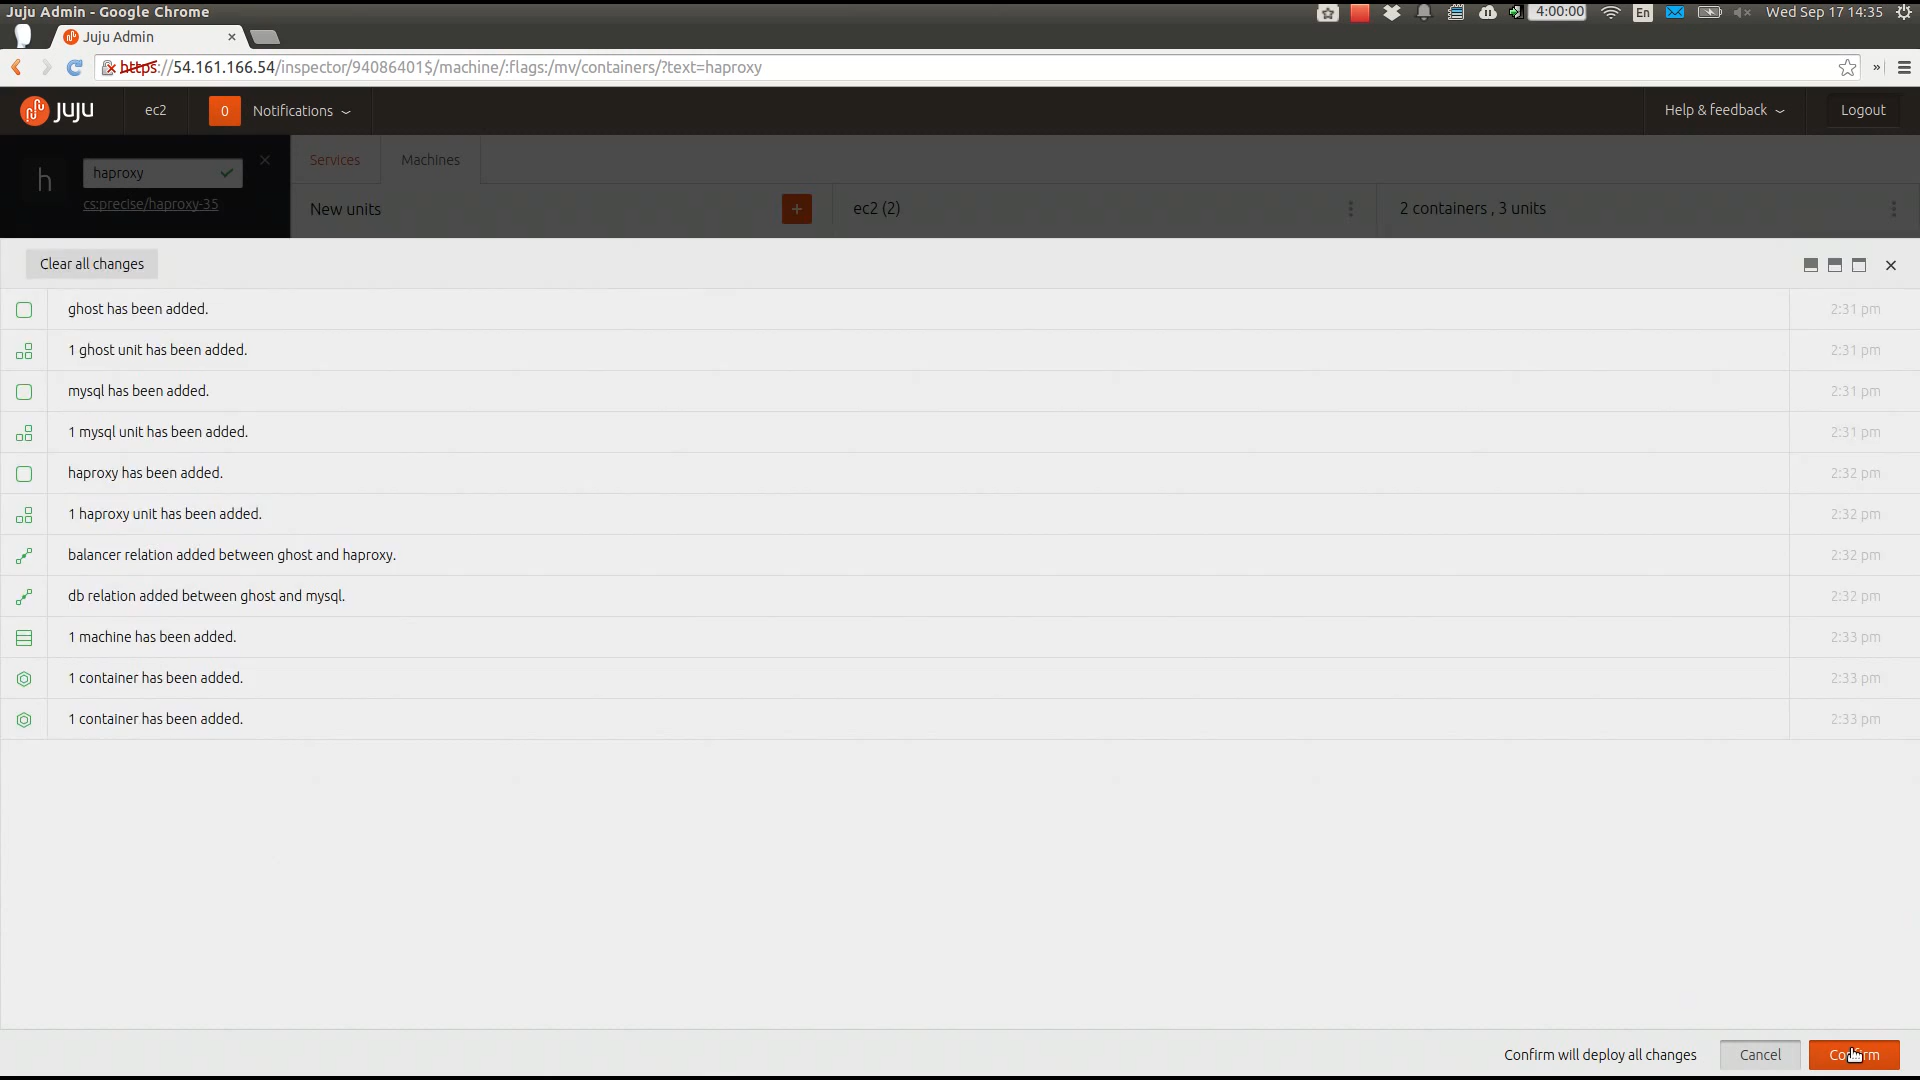 Juju Admin - Google Chrome
4:00:00
En
Wed Sep 17 14:35
Juju Admin
https://54.161.166.54/inspector/94086401$/machine/:flags:/mv/containers/?text=haproxy
juju
ec2
0
Notifications
Help & feedback
Logout
h
haproxy
cs:precise/haproxy-35
Services
Machines
New units
ec2 (2)
2 containers , 3 units
Clear all changes
ghost has been added. 2:31 pm
1 ghost unit has been added. 2:31 pm
mysql has been added. 2:31 pm
1 mysql unit has been added. 2:31 pm
haproxy has been added. 2:32 pm
1 haproxy unit has been added. 2:32 pm
balancer relation added between ghost and haproxy. 2:32 pm
db relation added between ghost and mysql. 2:32 pm
1 machine has been added. 2:33 pm
1 container has been added. 2:33 pm
1 container has been added. 2:33 pm
Confirm will deploy all changes
Cancel
Confirm